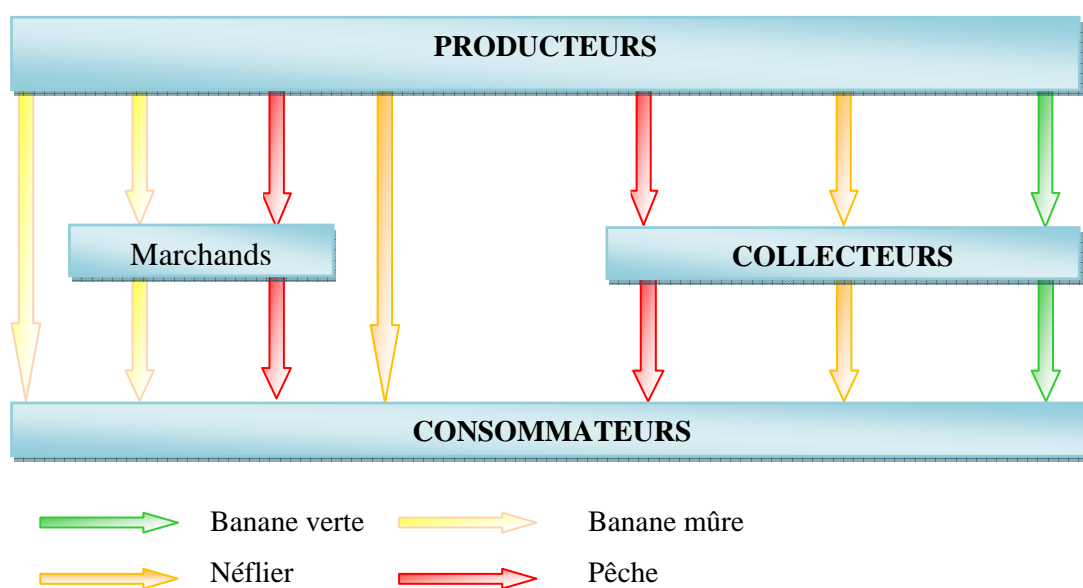 PRODUCTEURS
Marchands
COLLECTEURS
CONSOMMATEURS
Banane verte
Banane mûre
Néflier
Pêche